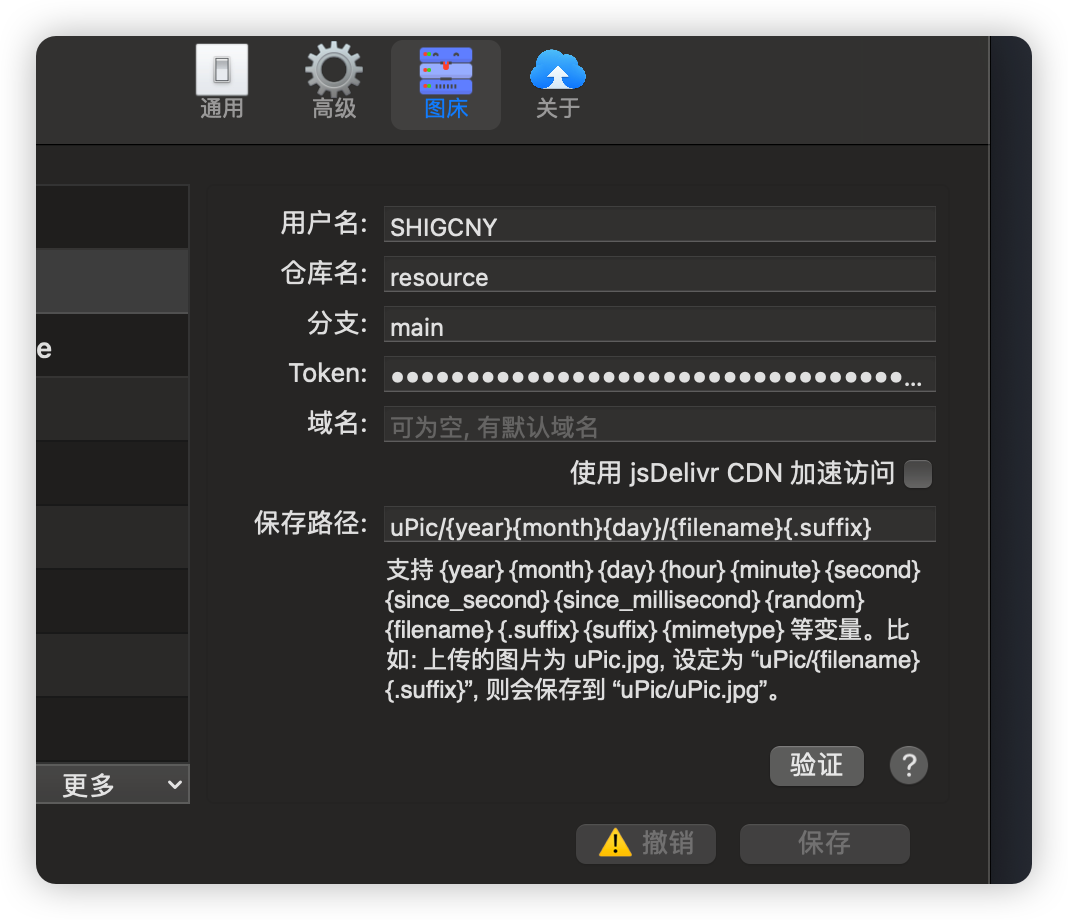 通用 高级 图床 关于
用户名: SHIGCNY
仓库名: resource
e
分支: main
Token: ●●●●●●●●●●●●●●●●●●●●●●●●●●●●●●●●●●...
域名: 可为空, 有默认域名
使用 jsDelivr CDN 加速访问
保存路径: uPic/{year}{month}{day}/{filename}{.suffix}
支持 {year} {month} {day} {hour} {minute} {second}
{since_second} {since_millisecond} {random}
{filename} {.suffix} {suffix} {mimetype} 等变量。比
如: 上传的图片为 uPic.jpg, 设定为 “uPic/{filename}
{.suffix}”, 则会保存到 “uPic/uPic.jpg”。
更多
验证 ?
撤销 保存